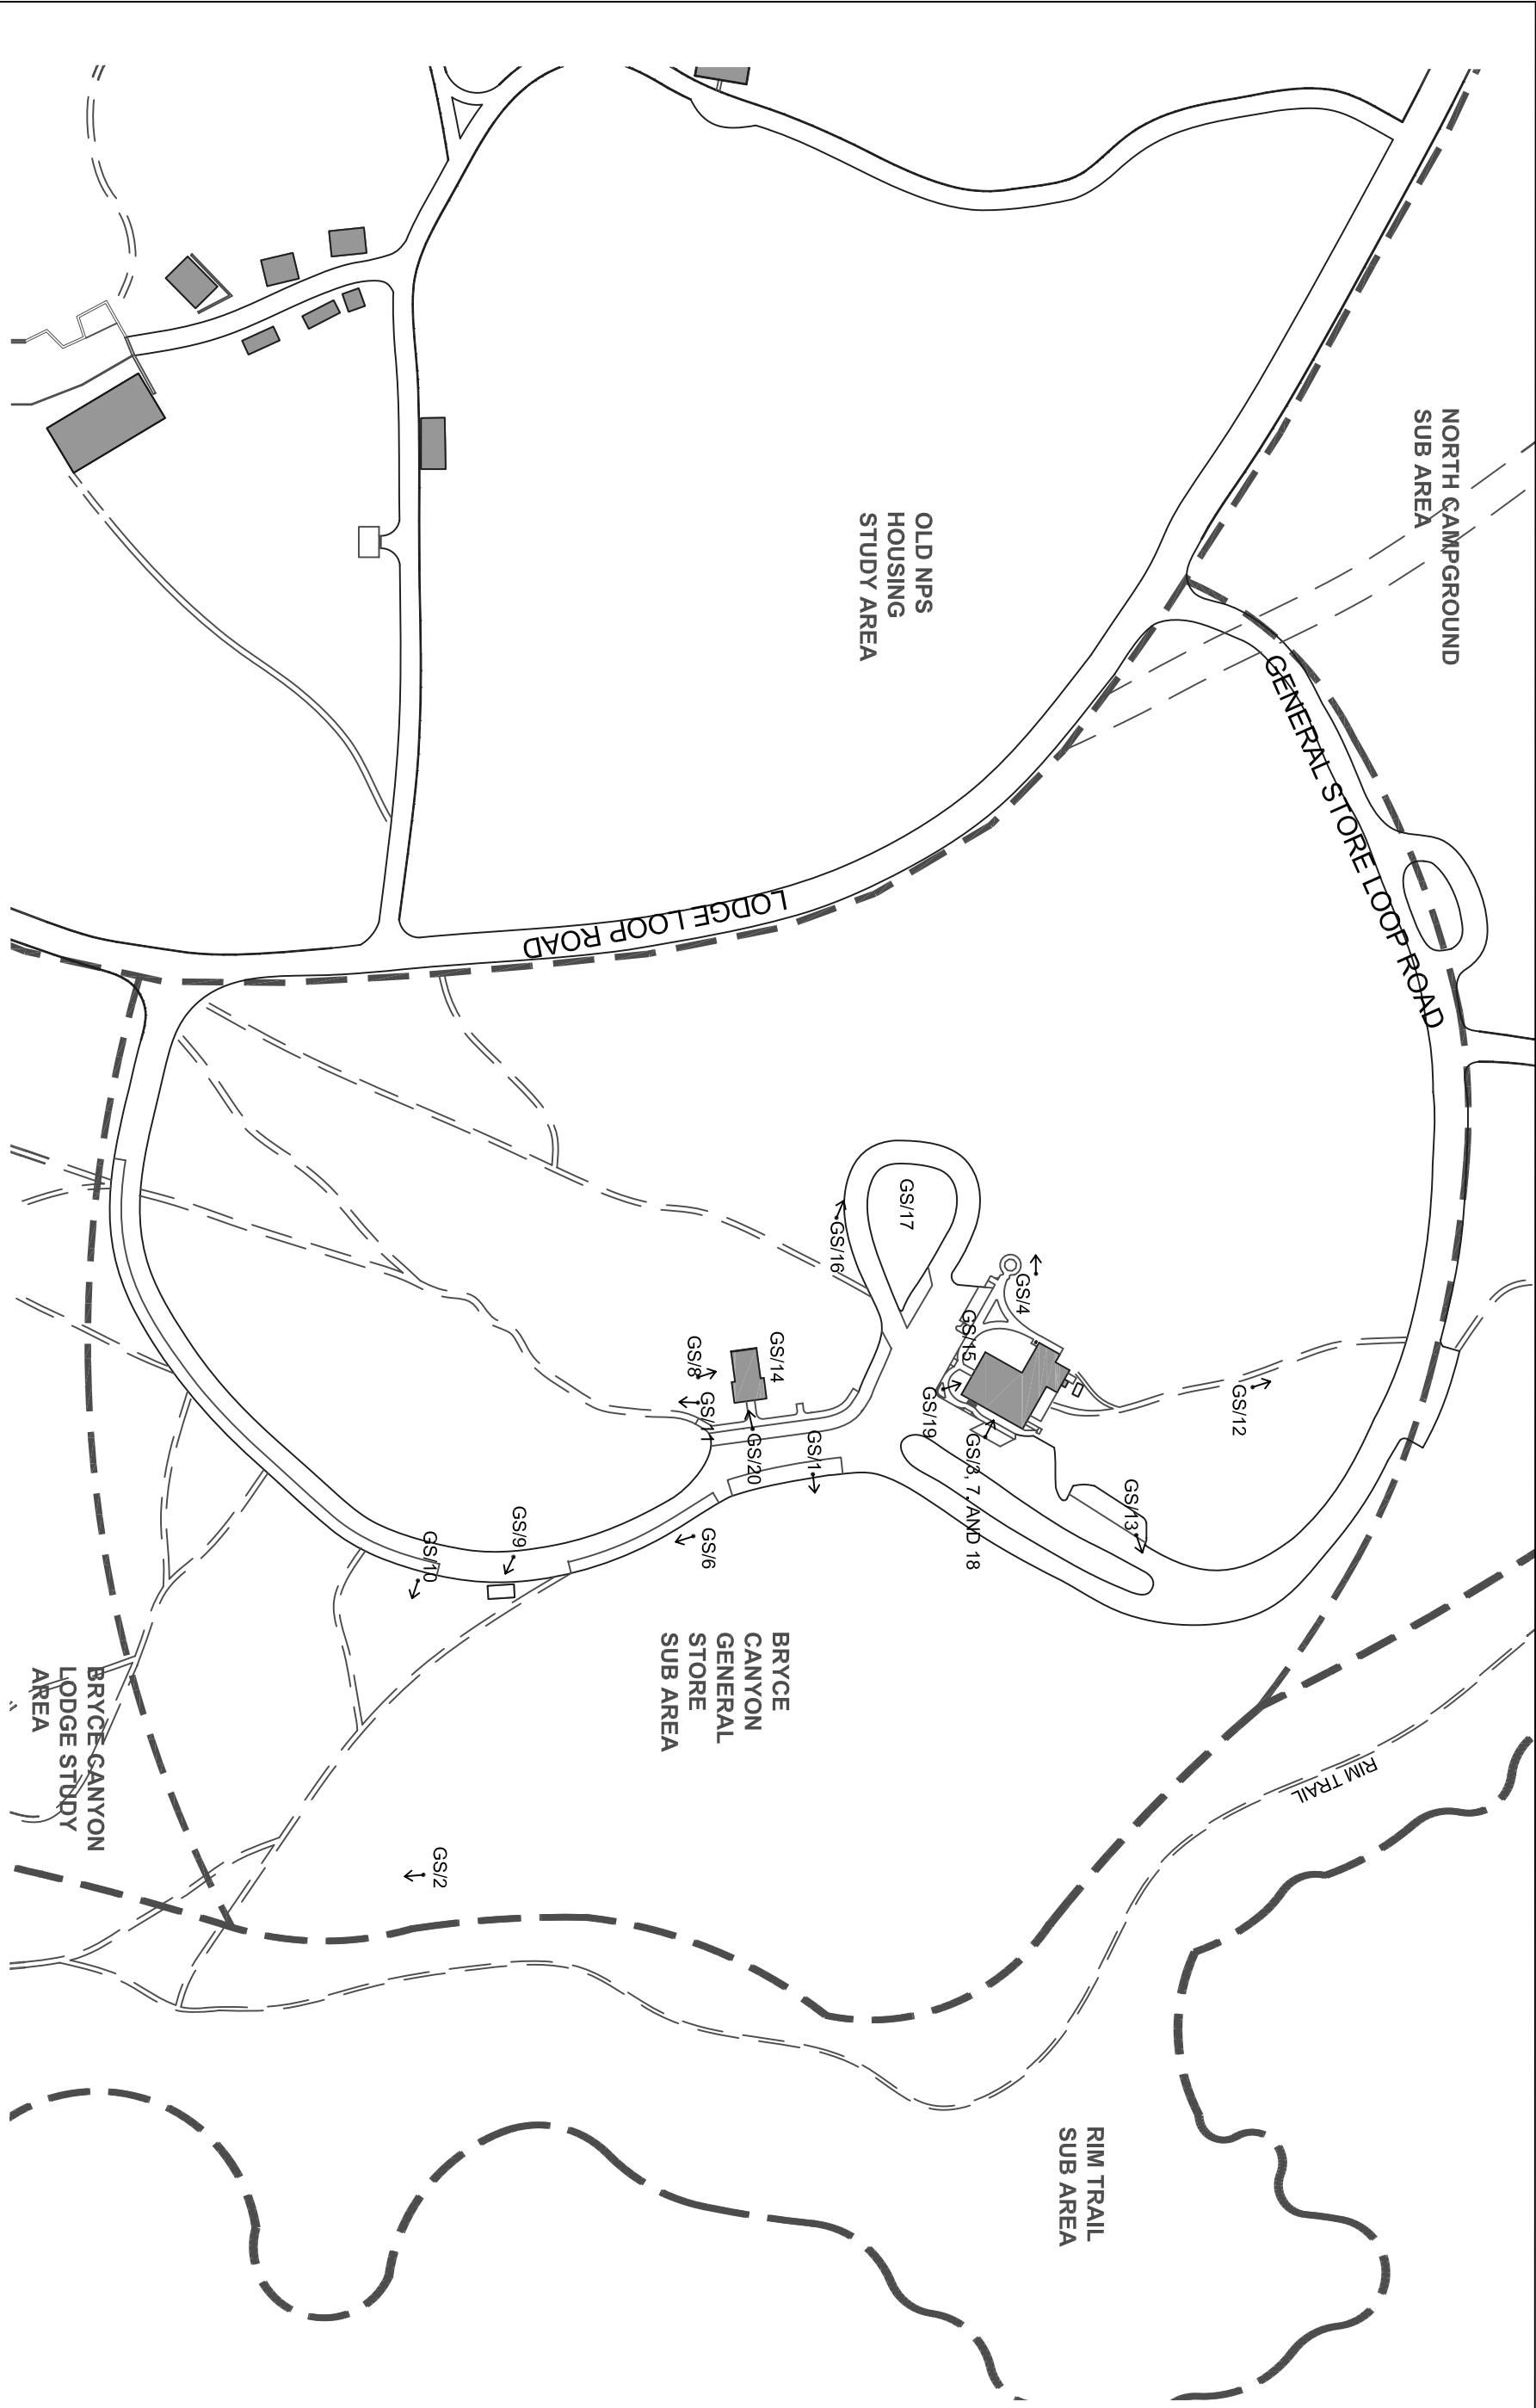 NORTH CAMPGROUND
SUB AREA
OLD NPS
HOUSING
STUDY AREA
GENERAL STORE LOOP ROAD
LODGE LOOP ROAD
GS/17
GS/16
GS/4
GS/15
GS/14
GS/8
GS/11
GS/12
GS/19
GS/20
GS/1
GS/3, 7, AND 18
GS/13
GS/9
GS/6
GS/10
BRYCE
CANYON
GENERAL
STORE
SUB AREA
BRYCE CANYON
LODGE STUDY
AREA
RIM TRAIL
GS/2
RIM TRAIL
SUB AREA